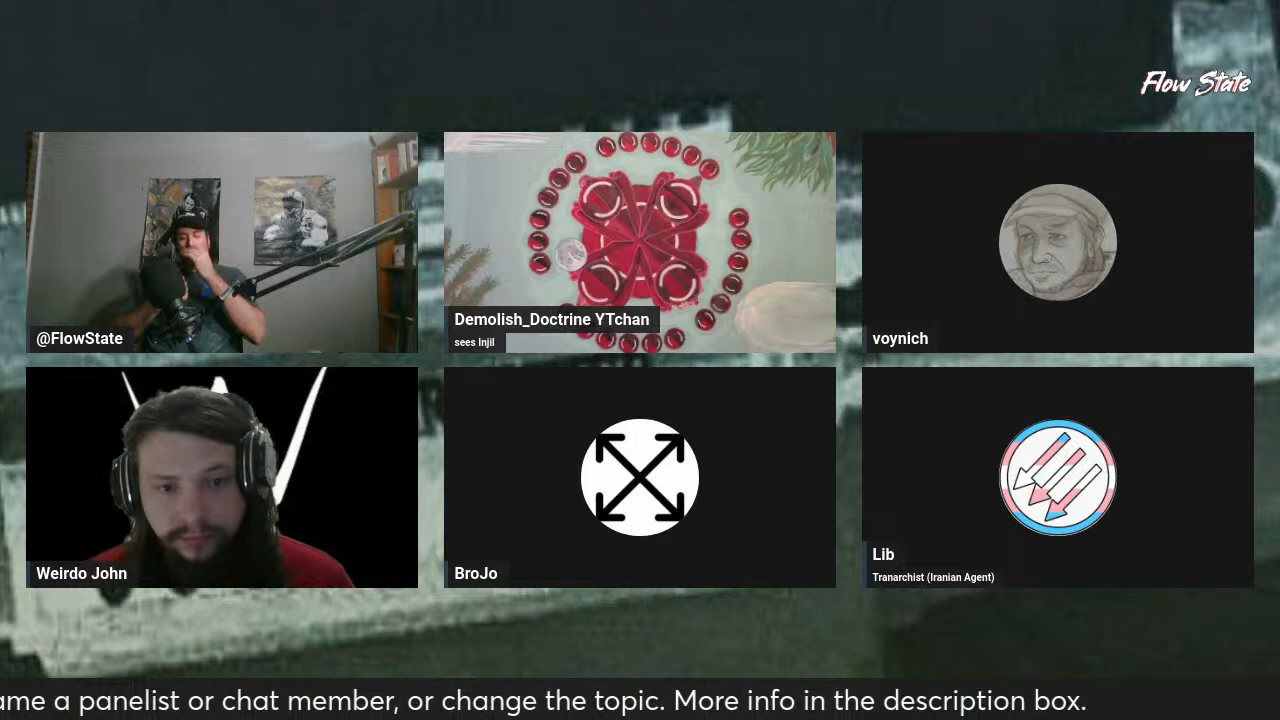 Flow State
@FlowState
Demolish_Doctrine YTchan
sees Injil
voynich
Weirdo John
BroJo
Lib
Tranarchist (Iranian Agent)
ame a panelist or chat member, or change the topic. More info in the description box.